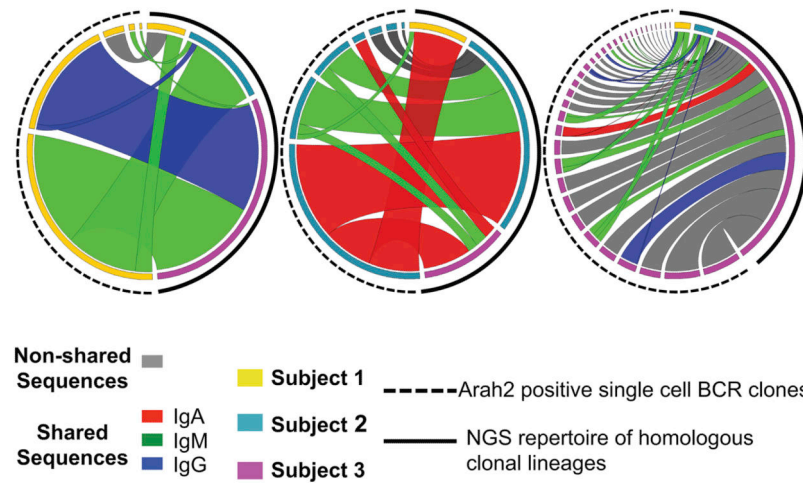 Non-shared
Sequences
Shared
Sequences
IgA
IgM
IgG
Subject 1
Subject 2
Subject 3
Arah2 positive single cell BCR clones
NGS repertoire of homologous
clonal lineages